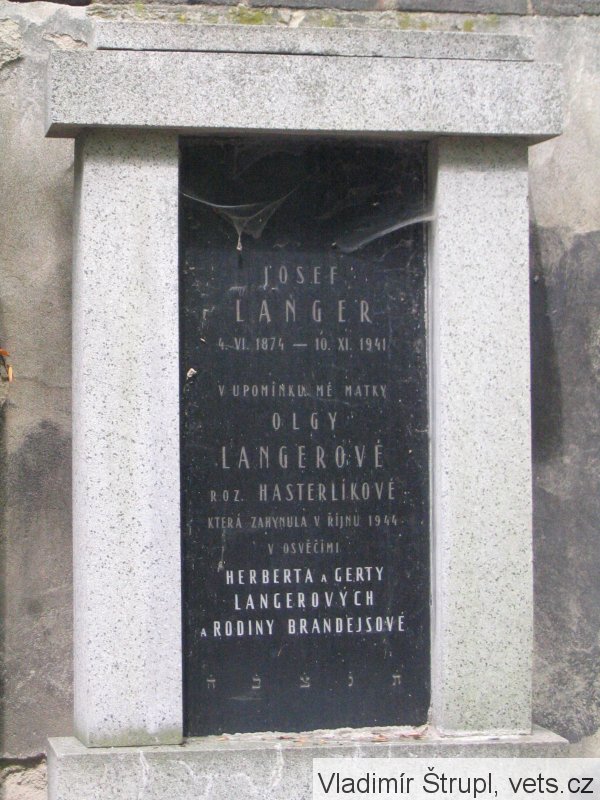 JOSEF
LANGER
4. VI. 1874 — 10. XI. 1941
V UPOMÍNKU MÉ MATKY
OLGY
LANGEROVÉ
ROZ. HASTERLÍKOVÉ
KTERÁ ZAHYNULA V ŘÍJNU 1944
V OSVĚČIMI
HERBERTA A GERTY
LANGEROVÝCH
A RODINY BRANDEJSOVÉ
ת נ צ ב ה
Vladimír Štrupl, vets.cz